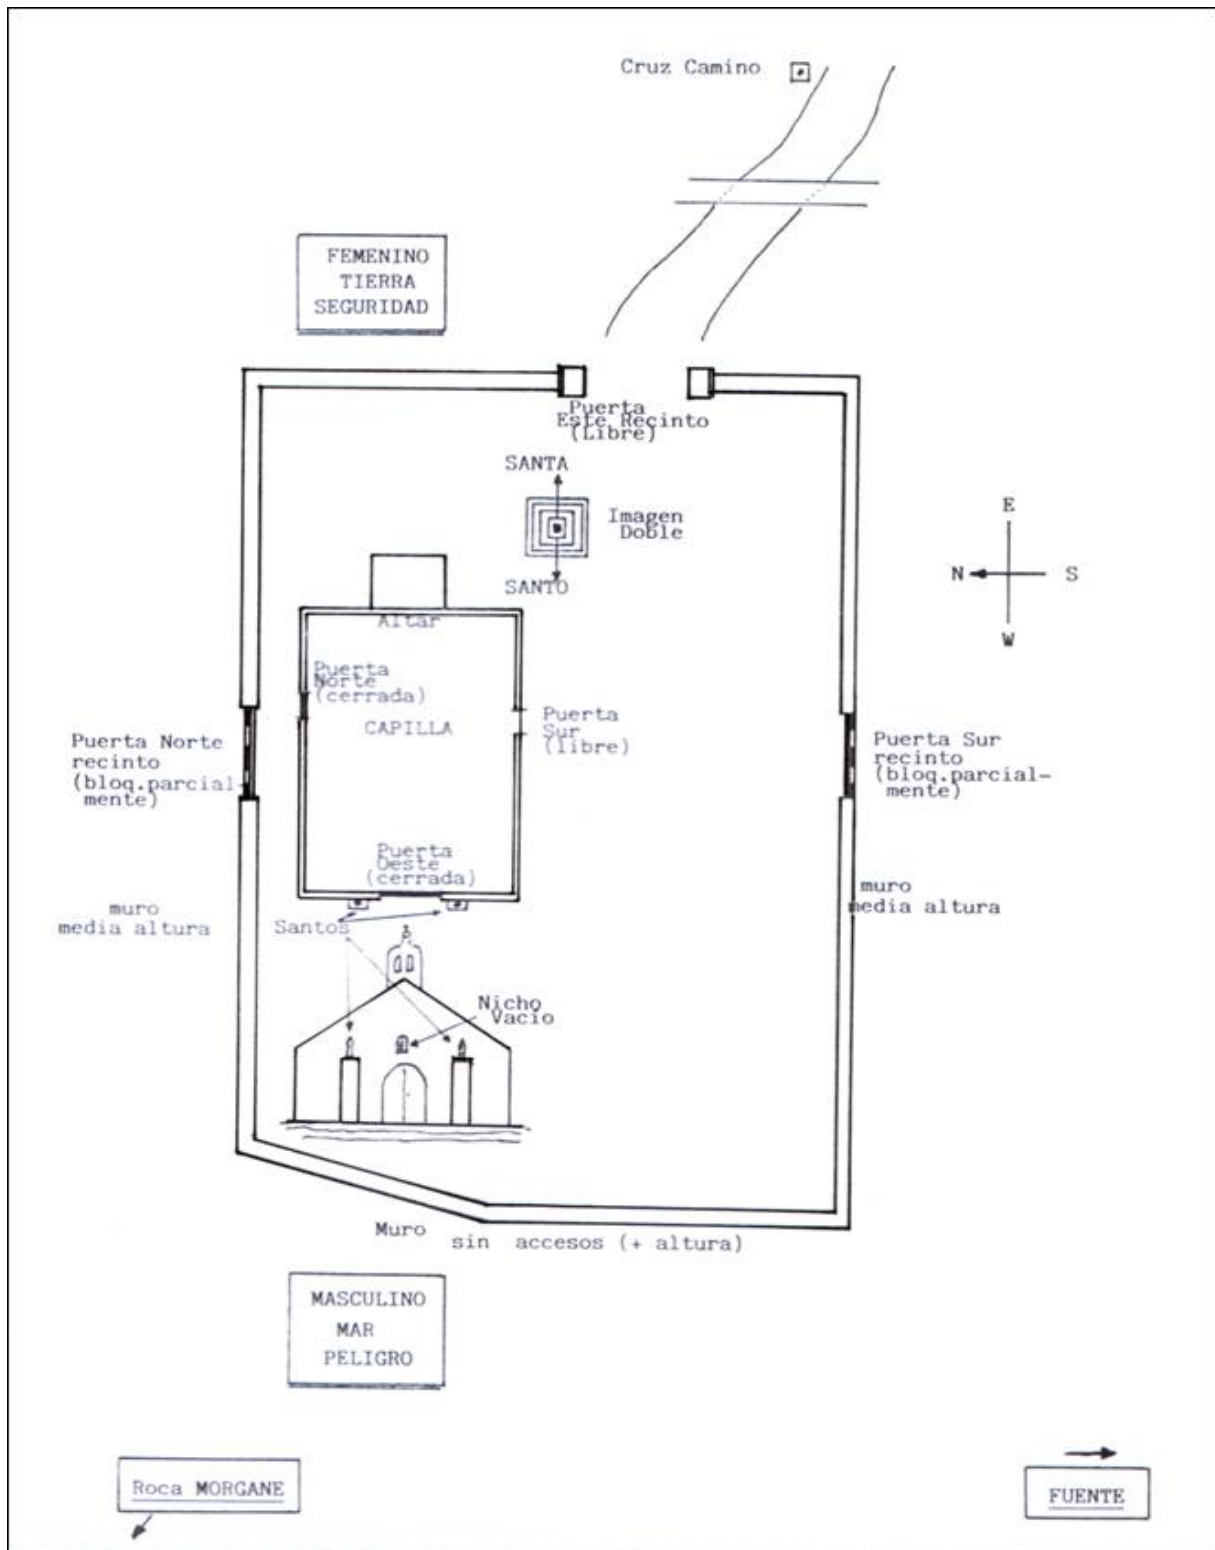 Cruz Camino
FEMENINO
TIERRA
SEGURIDAD
Puerta
Este Recinto
(Libre)
SANTA
Imagen
Doble
SANTO
E
N
S
W
Altar
Puerta
Norte
(cerrada)
CAPILLA
Puerta
Sur
(libre)
Puerta Norte
recinto
(bloq.parcial-
mente)
Puerta Sur
recinto
(bloq.parcial-
mente)
Puerta
Oeste
(cerrada)
muro
media altura
muro
media altura
Santos
Nicho
Vacio
Muro
sin accesos (+ altura)
MASCULINO
MAR
PELIGRO
Roca MORGANE
FUENTE